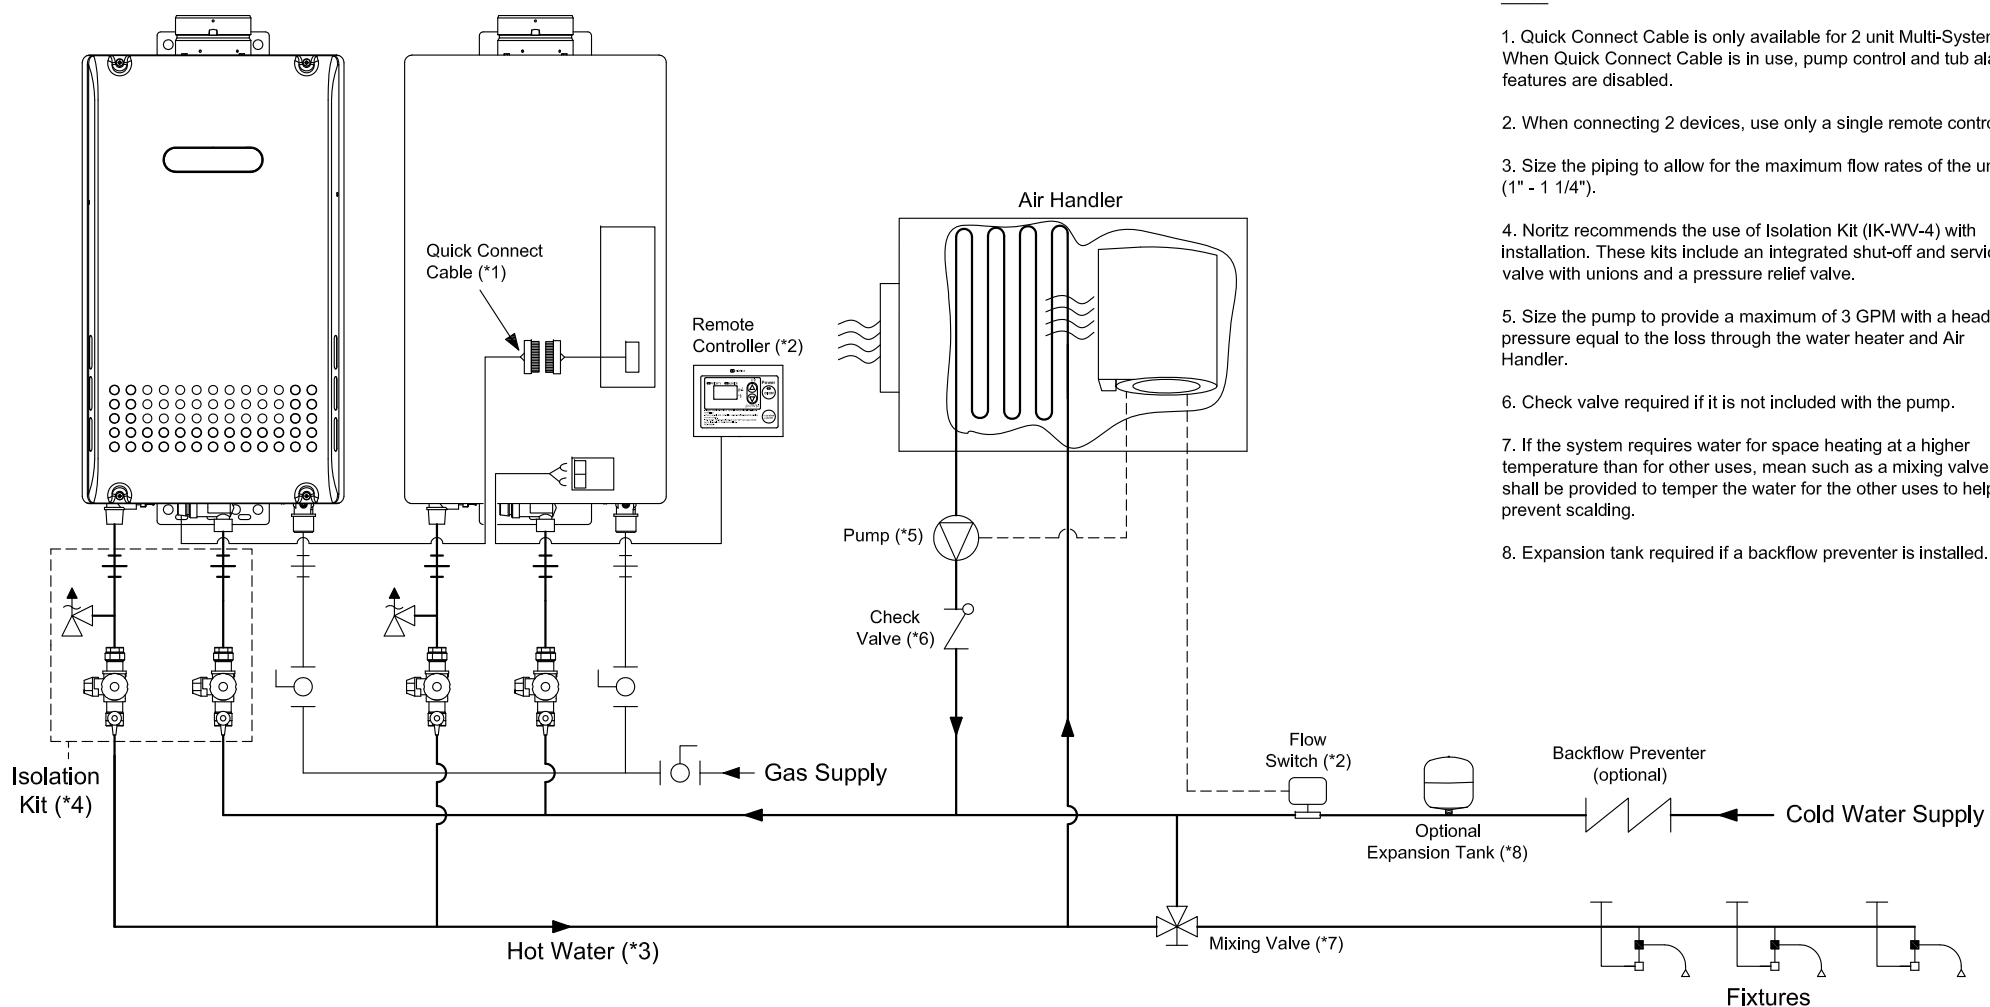 1. Quick Connect Cable is only available for 2 unit Multi-System
When Quick Connect Cable is in use, pump control and tub
features are disabled.
2. When connecting 2 devices, use only a single remote
3. Size the piping to allow for the maximum flow rates of the
(1" - 1 1/4").
4. Noritz recommends the use of Isolation Kit (IK-WV-4) with
installation. These kits include an integrated shut-off and
valve with unions and a pressure relief valve.
5. Size the pump to provide a maximum of 3 GPM with a head
pressure equal to the loss through the water heater and Air
Handler.
6. Check valve required if it is not included with the pump.
7. If the system requires water for space heating at a higher
temperature than for other uses, mean such as a mixing valve
shall be provided to temper the water for the other uses to help
prevent scalding.
8. Expansion tank required if a backflow preventer is installed.
Air Handler
Quick Connect
Cable (*1)
Remote
Controller (*2)
Power
Pump (*5)
Check
Valve (*6)
Isolation
Kit (*4)
Gas Supply
Flow
Switch (*2)
Backflow Preventer
(optional)
Cold Water Supply
Optional
Expansion Tank (*8)
Hot Water (*3)
Mixing Valve (*7)
Fixtures